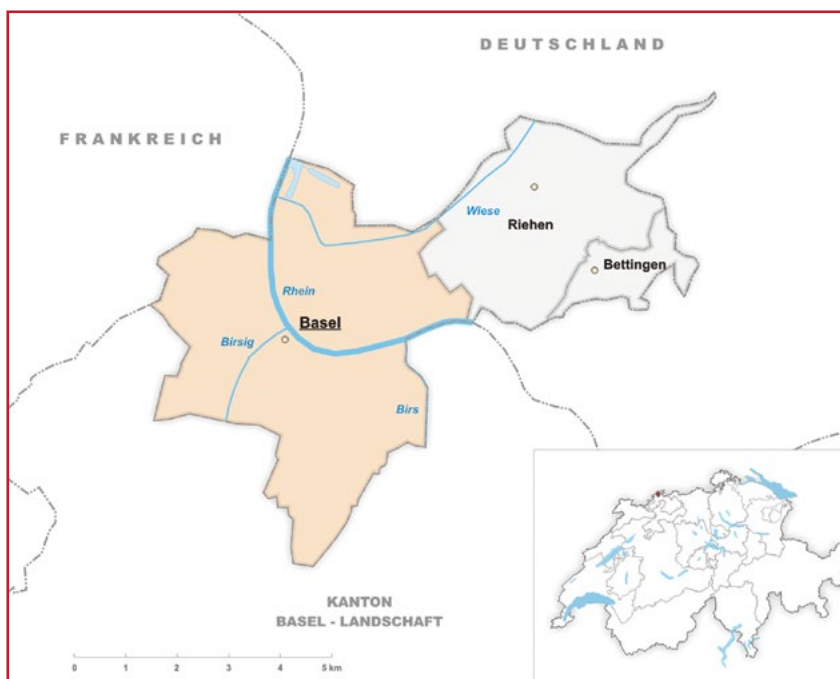 DEUTSCHLAND
FRANKREICH
Wiese
Riehen
Bettingen
Rhein
Basel
Birsig
Birs
KANTON
BASEL - LANDSCHAFT
0 1 2 3 4 5 km